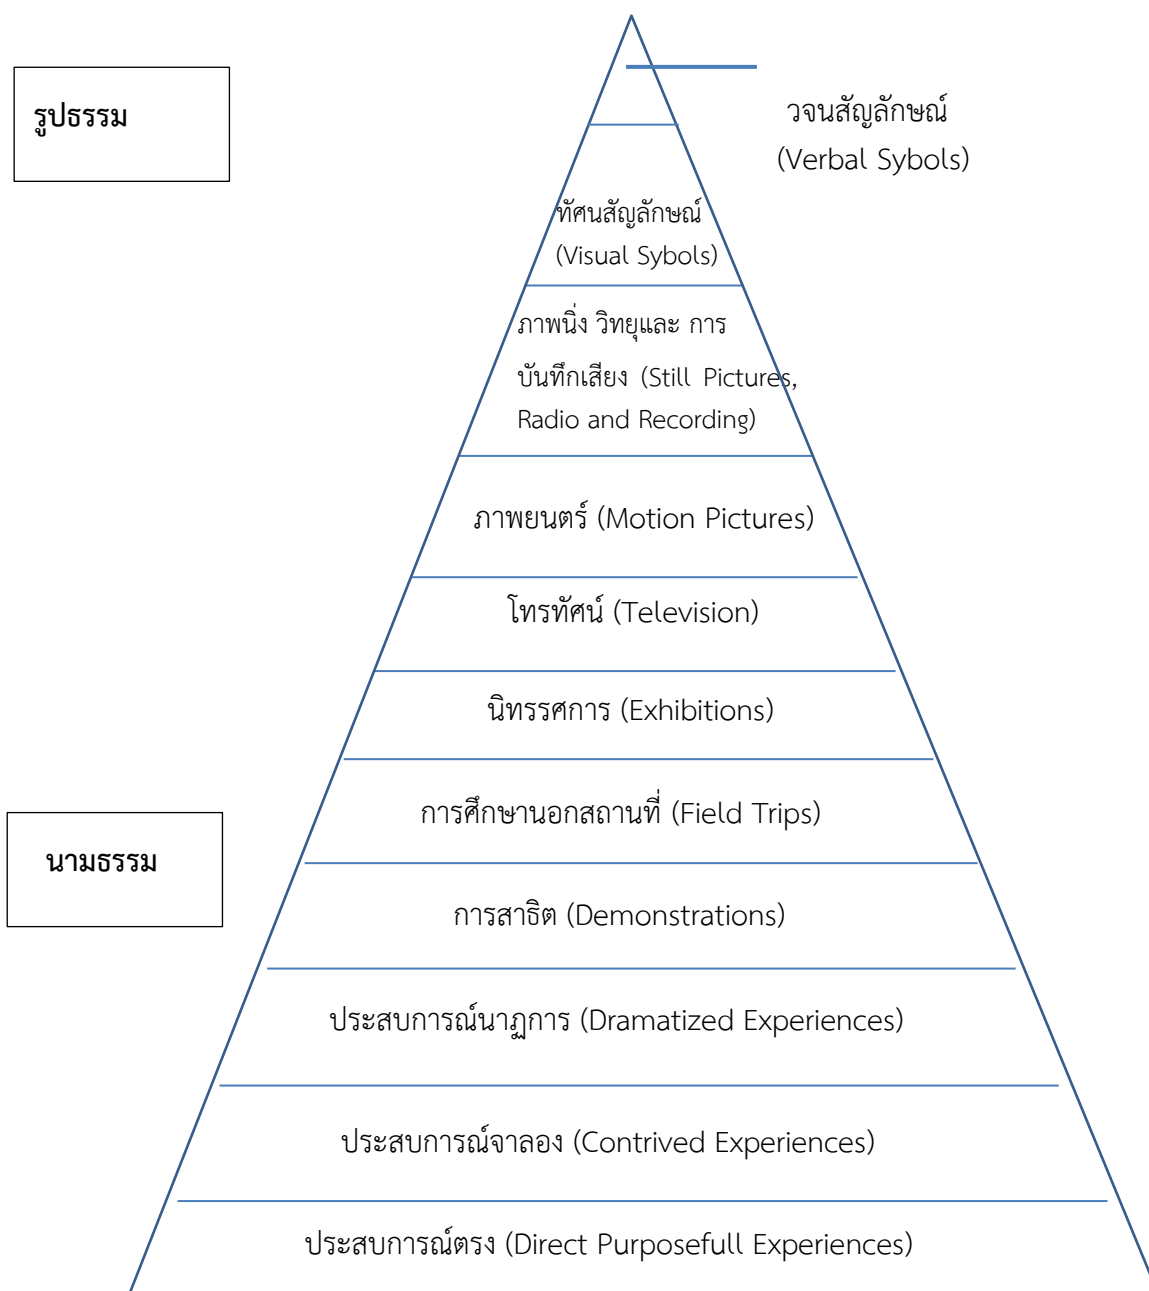 รูปธรรม
วจนสัญลักษณ์
(Verbal Sybols)
ทัศนสัญลักษณ์
(Visual Sybols)
ภาพนิ่ง วิทยุและ การ
บันทึกเสียง (Still Pictures,
Radio and Recording)
ภาพยนตร์ (Motion Pictures)
โทรทัศน์ (Television)
นิทรรศการ (Exhibitions)
การศึกษานอกสถานที่ (Field Trips)
นามธรรม
การสาธิต (Demonstrations)
ประสบการณ์นาฏการ (Dramatized Experiences)
ประสบการณ์จาลอง (Contrived Experiences)
ประสบการณ์ตรง (Direct Purposefull Experiences)